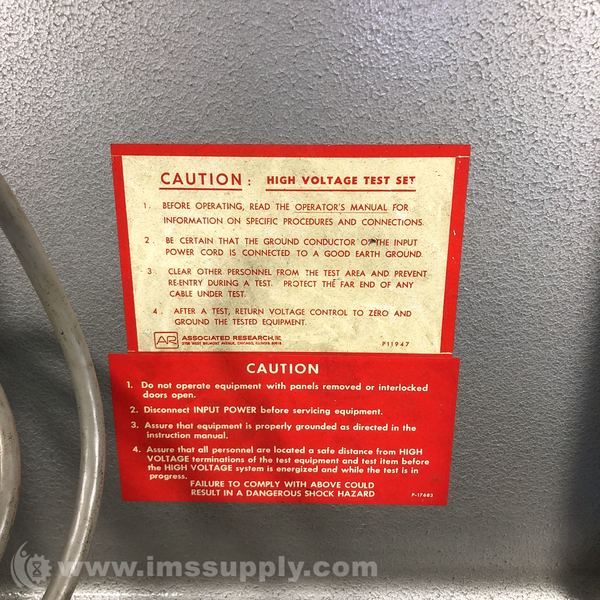 CAUTION: HIGH VOLTAGE TEST SET
1. BEFORE OPERATING, READ THE OPERATOR'S MANUAL FOR
INFORMATION ON SPECIFIC PROCEDURES AND CONNECTIONS.
2. BE CERTAIN THAT THE GROUND CONDUCTOR OF THE INPUT
POWER CORD IS CONNECTED TO A GOOD EARTH GROUND.
3. CLEAR OTHER PERSONNEL FROM THE TEST AREA AND PREVENT
RE-ENTRY DURING A TEST. PROTECT THE FAR END OF ANY
CABLE UNDER TEST.
4. AFTER A TEST, RETURN VOLTAGE CONTROL TO ZERO AND
GROUND THE TESTED EQUIPMENT.
AR ASSOCIATED RESEARCH, INC. P11947
WEST BELMONT AVENUE, CHICAGO, ILLINOIS
CAUTION
1. Do not operate equipment with panels removed or interlocked
doors open.
2. Disconnect INPUT POWER before servicing equipment.
3. Assure that equipment is properly grounded as directed in the
instruction manual.
4. Assure that all personnel are located a safe distance from HIGH
VOLTAGE terminations of the test equipment and test item before
the HIGH VOLTAGE system is energized and while the test is in
progress.
FAILURE TO COMPLY WITH ABOVE COULD
RESULT IN A DANGEROUS SHOCK HAZARD
P-17683
www.imssupply.com